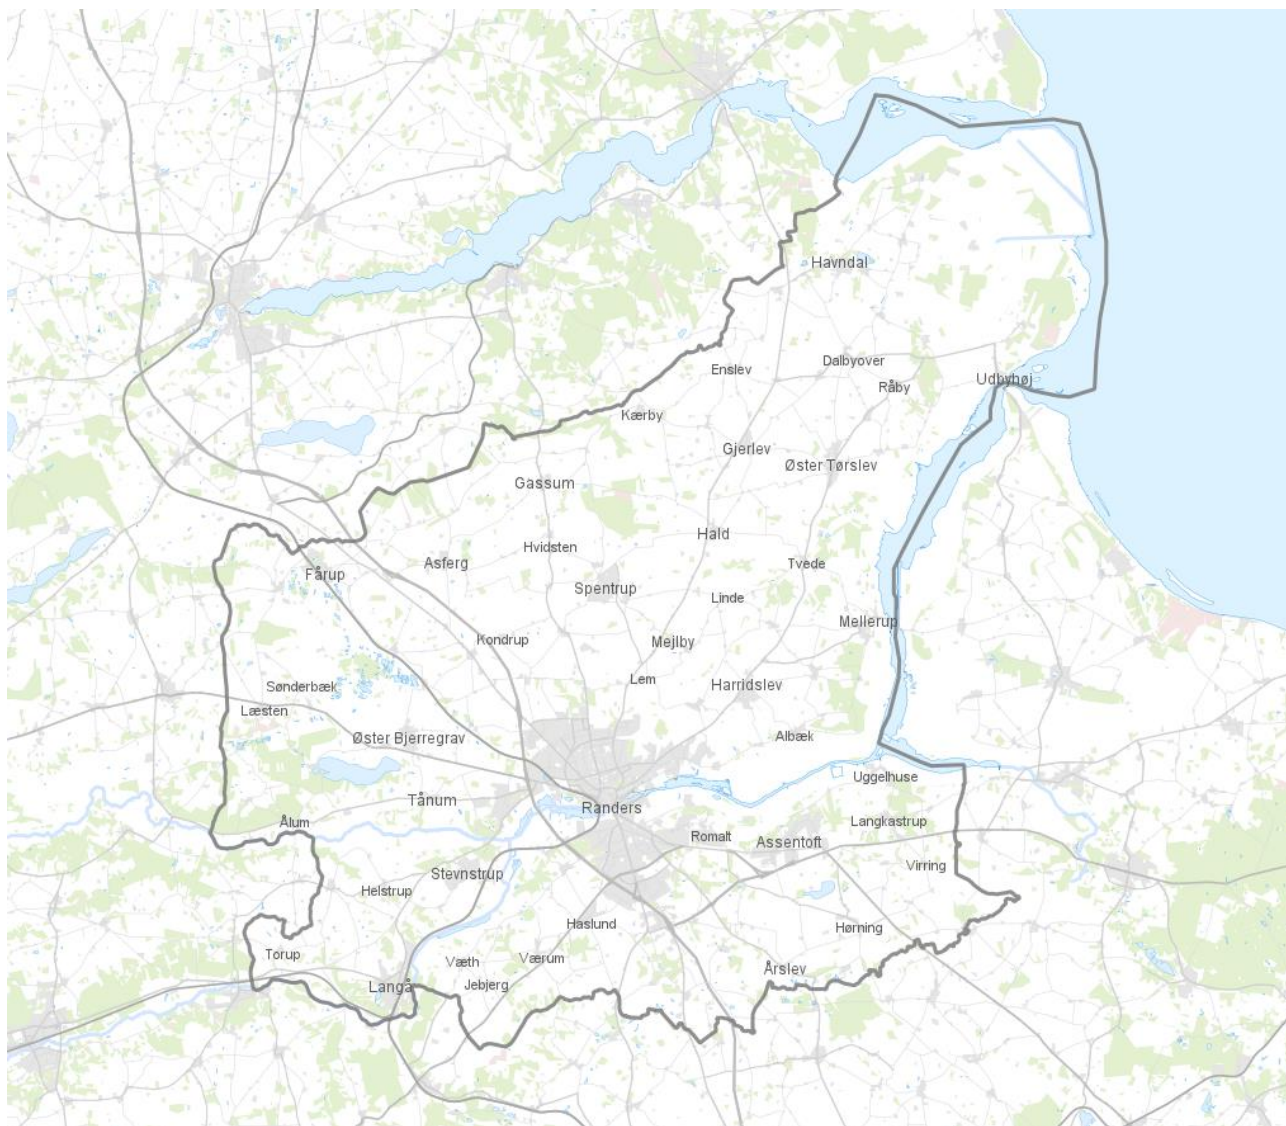 Havndal
Enslev
Dalbyover
Råby
Udbyhøj
Kærby
Gjerlev
Øster Tørslev
Gassum
Hald
Hvidsten
Asferg
Tvede
Fårup
Spentrup
Linde
Mellerup
Kondrup
Mejlby
Lem
Sønderbæk
Harridslev
Læsten
Øster Bjerregrav
Albæk
Uggelhuse
Tånum
Randers
Ålum
Langkastrup
Romalt
Assentoft
Virring
Stevnstrup
Helstrup
Haslund
Hørning
Torup
Værum
Væth
Årslev
Jebjerg
Langå